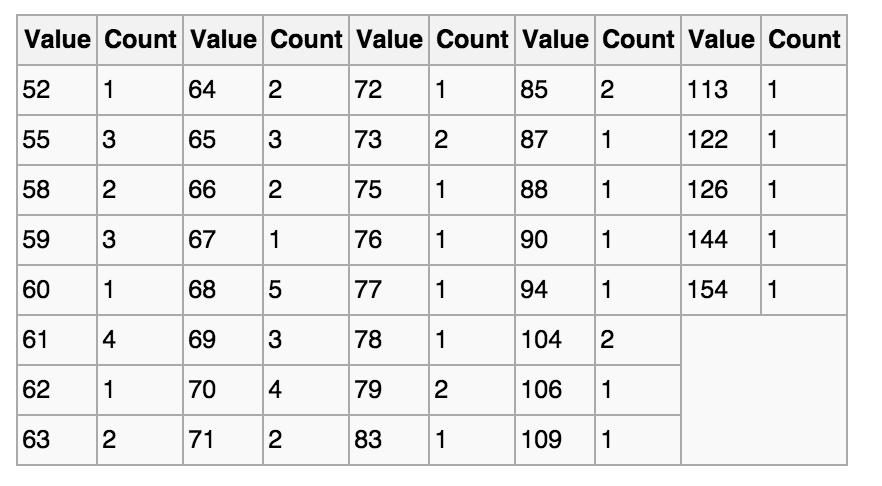 Value Count Value Count Value Count Value Count Value Count
52 1 64 2 72 1 85 2 113 1
55 3 65 3 73 2 87 1 122 1
58 2 66 2 75 1 88 1 126 1
59 3 67 1 76 1 90 1 144 1
60 1 68 5 77 1 94 1 154 1
61 4 69 3 78 1 104 2
62 1 70 4 79 2 106 1
63 2 71 2 83 1 109 1